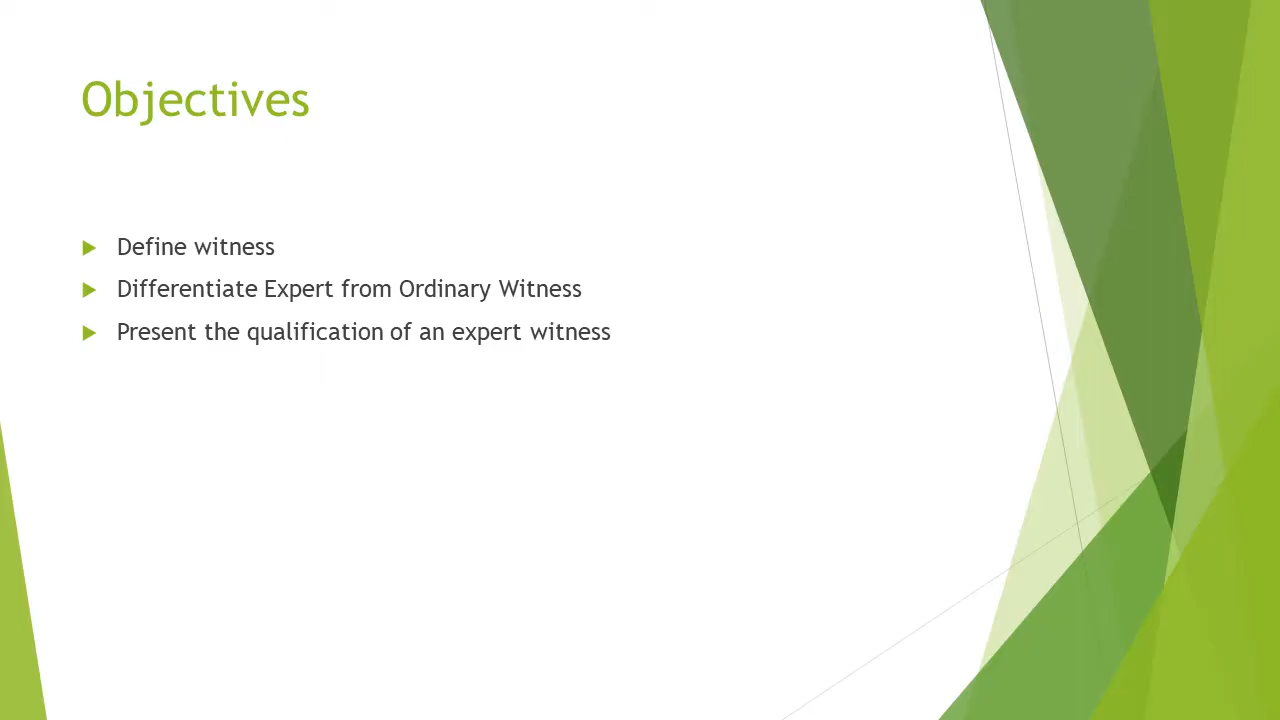 Objectives
Define witness
Differentiate Expert from Ordinary Witness
Present the qualification of an expert witness